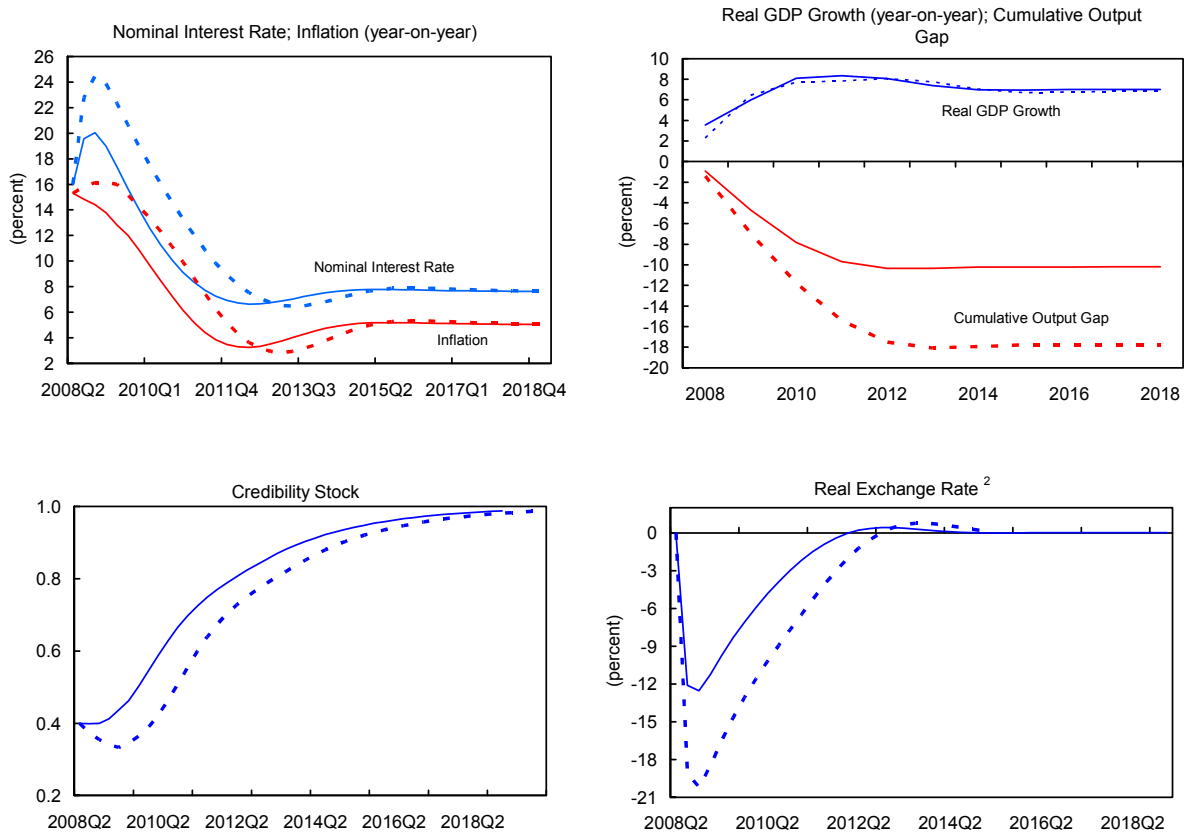 Nominal Interest Rate; Inflation (year-on-year)
26
24
22
20
18
16
14
12
10
8
6
4
2
(percent)
Nominal Interest Rate
Inflation
2008Q2 2010Q1 2011Q4 2013Q3 2015Q2 2017Q1 2018Q4
Real GDP Growth (year-on-year); Cumulative Output
Gap
10
8
6
4
2
0
-2
-4
-6
-8
-10
-12
-14
-16
-18
-20
(percent)
Real GDP Growth
Cumulative Output Gap
2008 2010 2012 2014 2016 2018
Credibility Stock
1.0
0.8
0.6
0.4
0.2
2008Q2 2010Q2 2012Q2 2014Q2 2016Q2 2018Q2
Real Exchange Rate 2
0
-3
-6
-9
-12
-15
-18
-21
(percent)
2008Q2 2010Q2 2012Q2 2014Q2 2016Q2 2018Q2